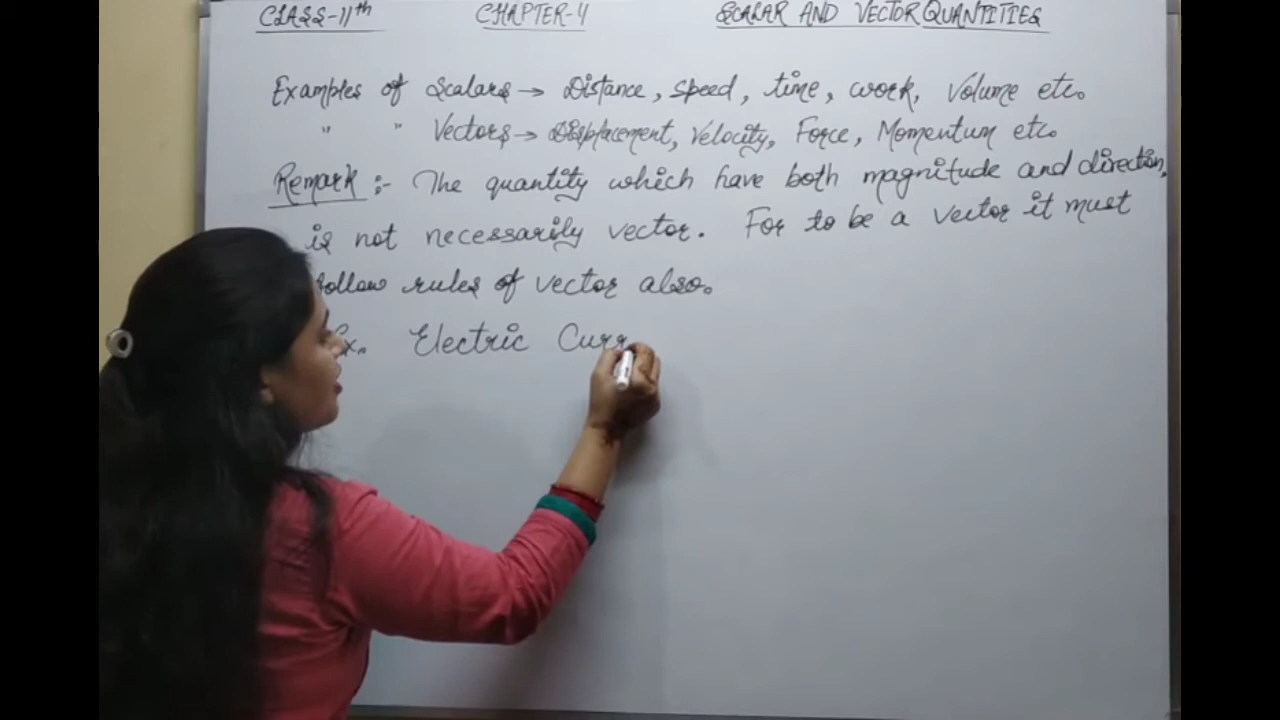 CLASS-11th CHAPTER-4 SCALAR AND VECTOR QUANTITIES
Examples of Scalars → Distance, speed, time, work, Volume etc.
" " Vectors → Displacement, Velocity, Force, Momentum etc.
Remark :- The quantity which have both magnitude and direction,
is not necessarily vector. For to be a vector it must
follow rules of vector also.
Ex. Electric Curr